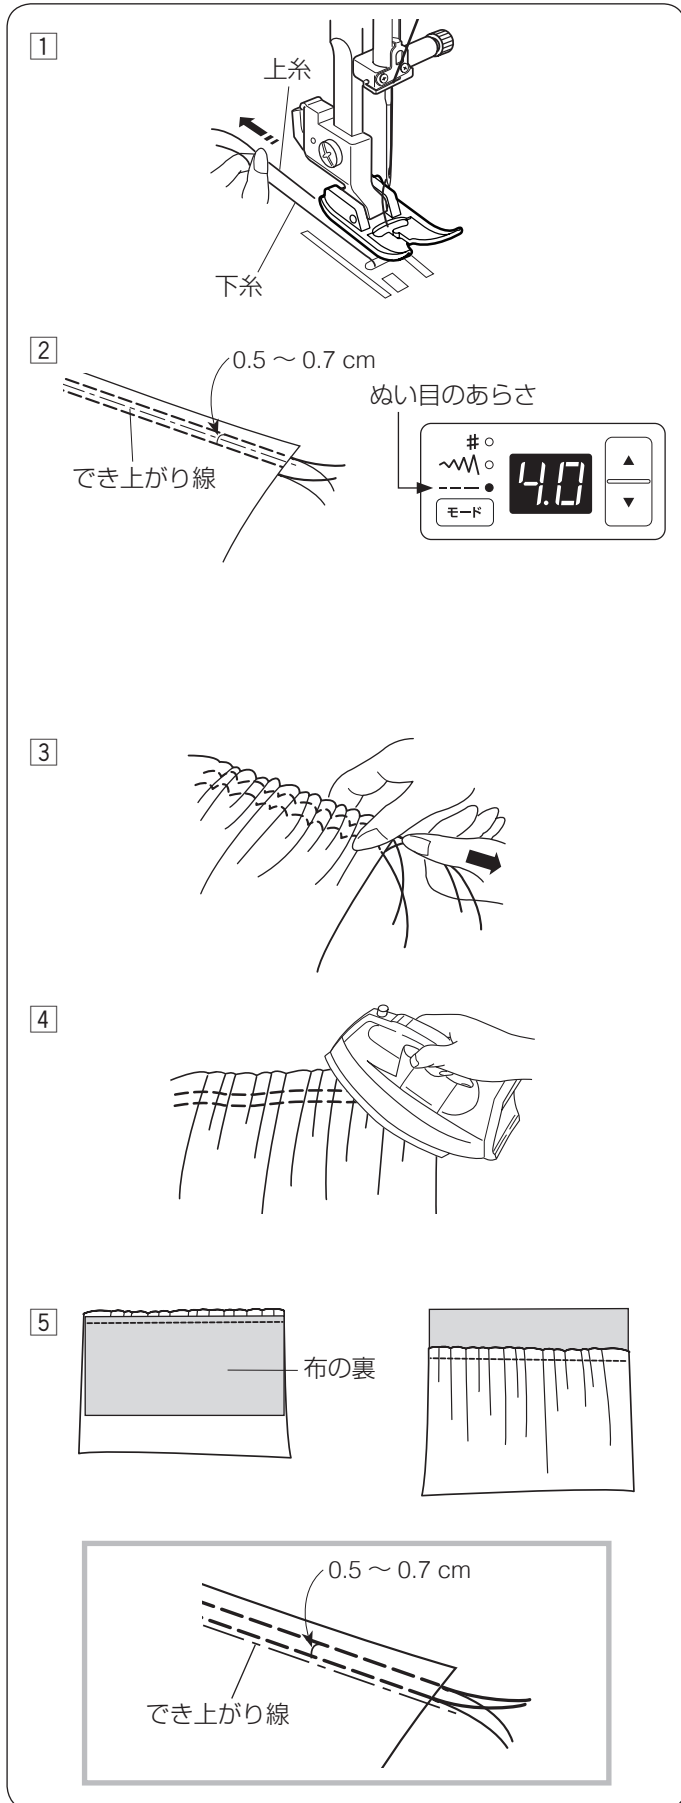 1
上糸
下糸
2
0.5 ～ 0.7 cm
でき上がり線
ぬい目のあらさ
#
4.0
モード
▲
▼
3
4
5
布の裏
0.5 ～ 0.7 cm
でき上がり線